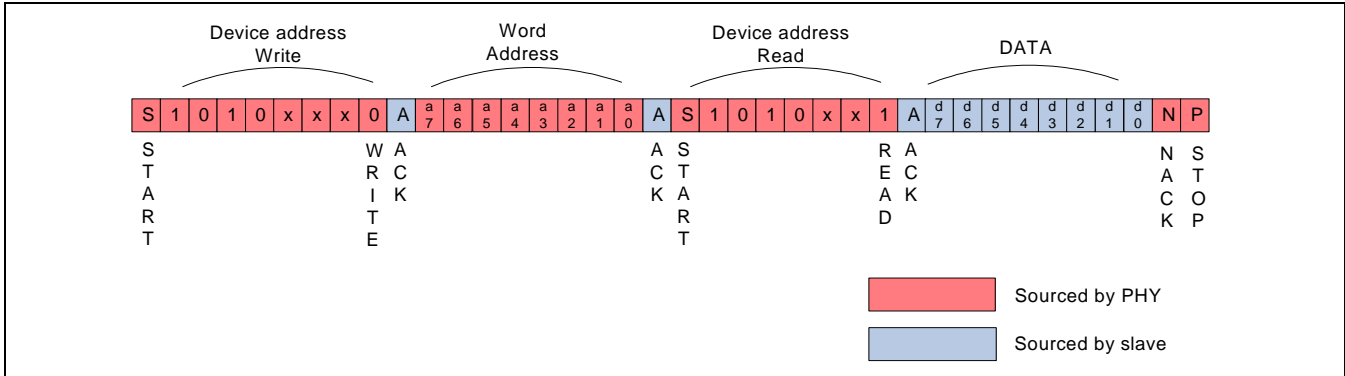 Device address
Write
Word
Address
Device address
Read
DATA
S 1 0 1 0 x x x 0 A a7 a6 a5 a4 a3 a2 a1 a0 A S 1 0 1 0 x x 1 A d7 d6 d5 d4 d3 d2 d1 d0 N P
START
WRITE
ACK
ACK
START
READ
ACK
NACK
STOP
Sourced by PHY
Sourced by slave